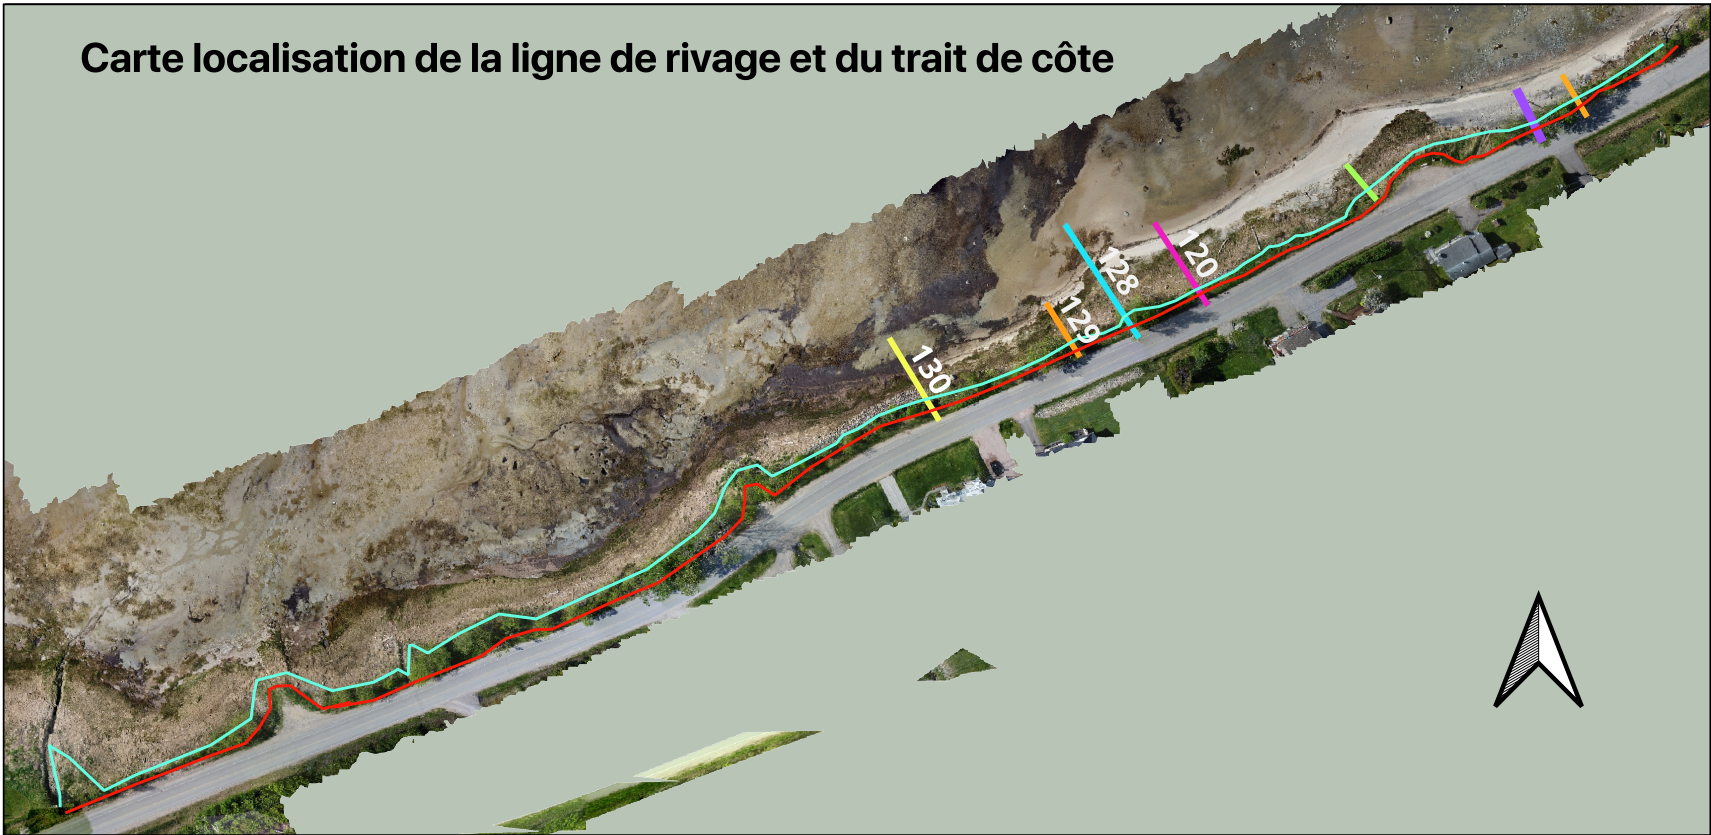 Carte localisation de la ligne de rivage et du trait de côte
120
128
129
130